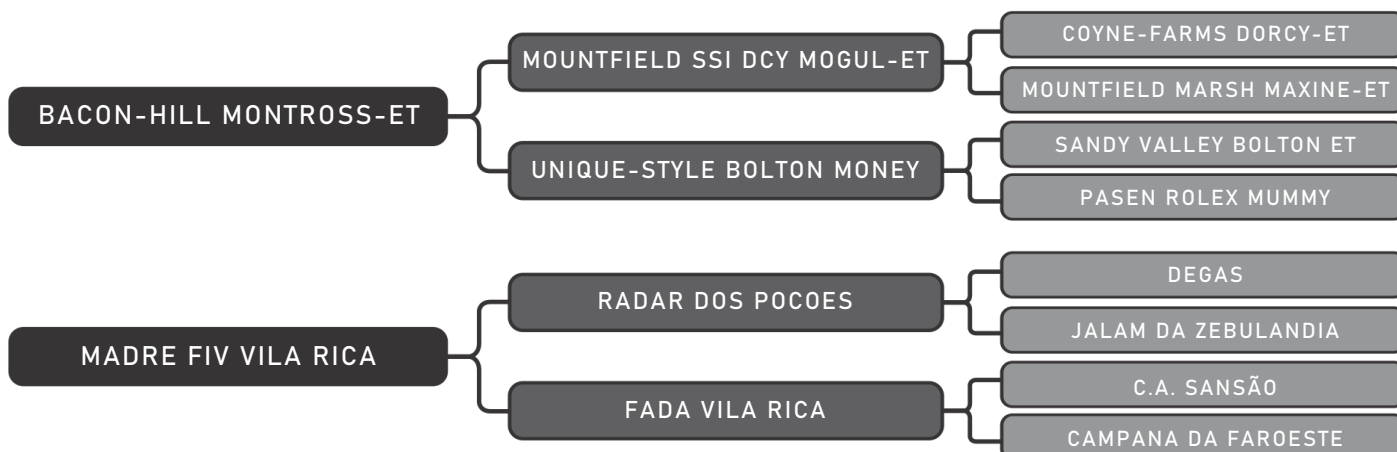 BACON-HILL MONTROSS-ET
MOUNTFIELD SSI DCY MOGUL-ET
COYNE-FARMS DORCY-ET
MOUNTFIELD MARSH MAXINE-ET
UNIQUE-STYLE BOLTON MONEY
SANDY VALLEY BOLTON ET
PASEN ROLEX MUMMY
MADRE FIV VILA RICA
RADAR DOS POCOES
DEGAS
JALAM DA ZEBULANDIA
FADA VILA RICA
C.A. SANSÃO
CAMPANA DA FAROESTE